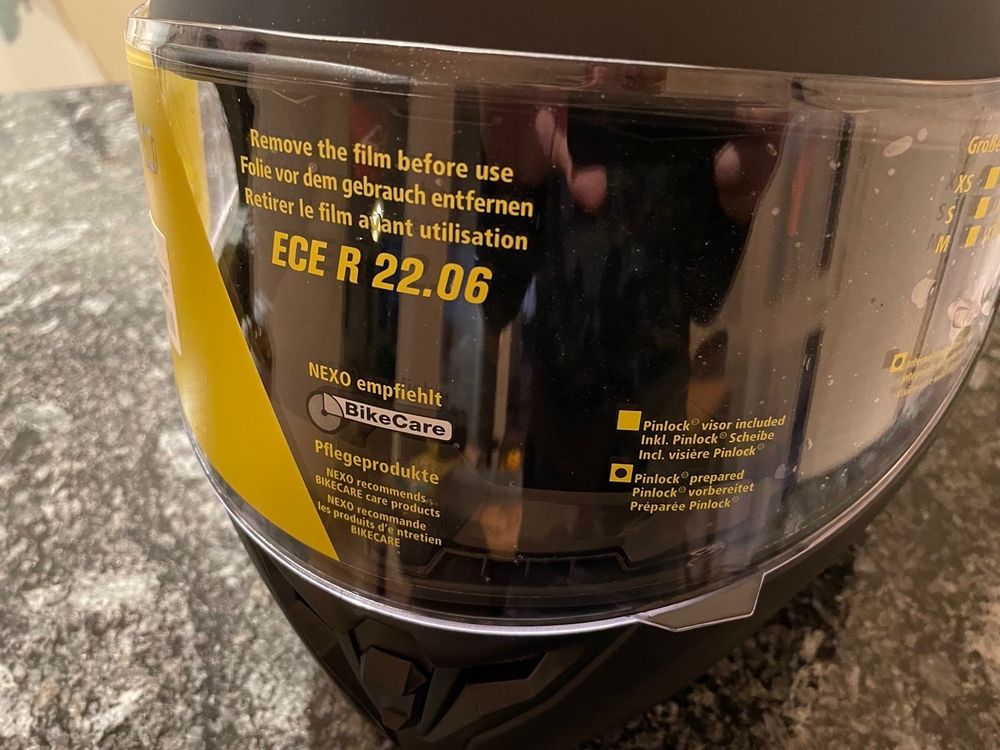 Remove the film before use
Folie vor dem gebrauch entfernen
Retirer le film avant utilisation
ECE R 22.06
NEXO empfiehlt
BikeCare
Pflegeprodukte
NEXO recommends
BIKECARE care products
NEXO recommande
les produits d'e ntretien
BIKECARE
Pinlock® visor included
Inkl. Pinlock® Scheibe
Incl. visière Pinlock®
Pinlock® prepared
Pinlock® vorbereitet
Préparée Pinlock®
Größe
XS
S
M